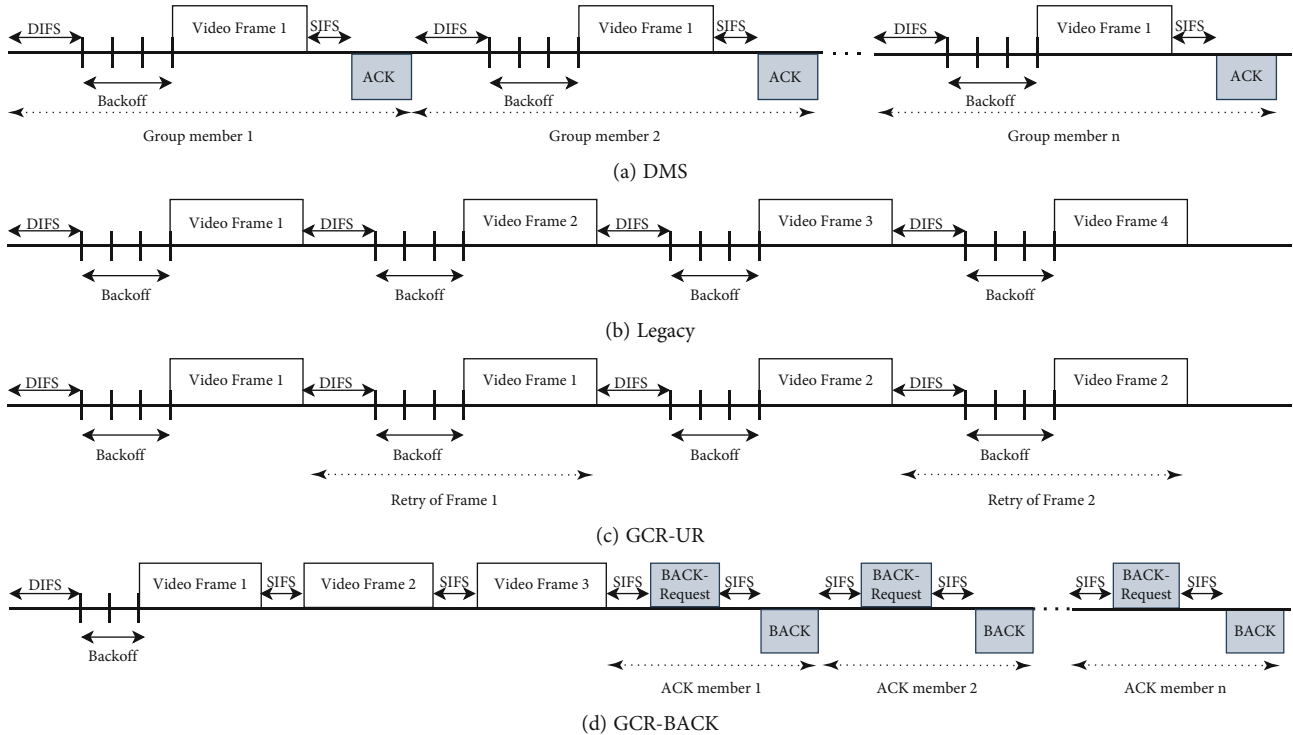 DIFS Video Frame 1 SIFS DIFS Video Frame 1 SIFS DIFS Video Frame 1 SIFS
ACK ACK ACK
Backoff Backoff Backoff
Group member 1 Group member 2 Group member n
(a) DMS
DIFS Video Frame 1 DIFS Video Frame 2 DIFS Video Frame 3 DIFS Video Frame 4
Backoff Backoff Backoff Backoff
(b) Legacy
DIFS Video Frame 1 DIFS Video Frame 1 DIFS Video Frame 2 DIFS Video Frame 2
Backoff Backoff Backoff Backoff
Retry of Frame 1 Retry of Frame 2
(c) GCR-UR
DIFS Video Frame 1 SIFS Video Frame 2 SIFS Video Frame 3 SIFS BACK- SIFS SIFS BACK- SIFS SIFS BACK- SIFS
Request Request Request
BACK BACK BACK
Backoff
ACK member 1 ACK member 2 ACK member n
(d) GCR-BACK